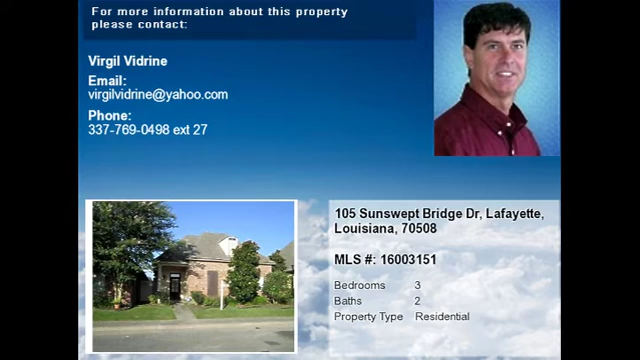 For more information about this property
please contact:
Virgil Vidrine
Email:
virgilvidrine@yahoo.com
Phone:
337-769-0498 ext 27
105 Sunswept Bridge Dr, Lafayette,
Louisiana, 70508
MLS #: 16003151
Bedrooms 3
Baths 2
Property Type Residential